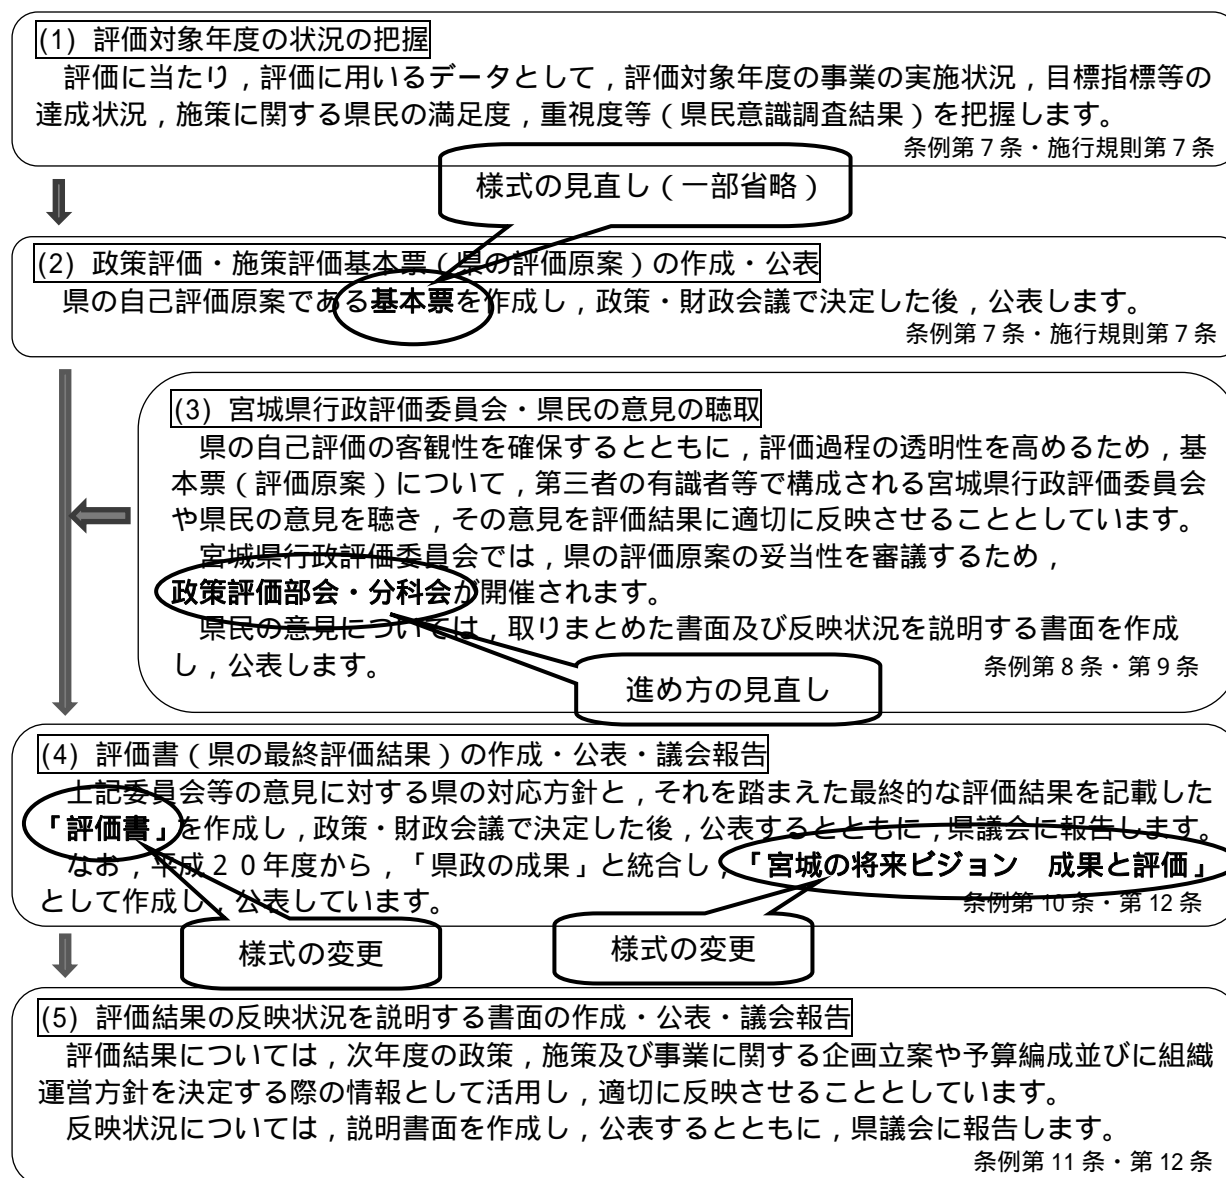 (1) 評価対象年度の状況の把握
評価に当たり，評価に用いるデータとして，評価対象年度の事業の実施状況，目標指標等の
達成状況，施策に関する県民の満足度，重視度等（県民意識調査結果）を把握します。
条例第７条・施行規則第７条
様式の見直し（一部省略）
(2) 政策評価・施策評価基本票（県の評価原案）の作成・公表
県の自己評価原案である基本票を作成し，政策・財政会議で決定した後，公表します。
条例第７条・施行規則第７条
(3) 宮城県行政評価委員会・県民の意見の聴取
県の自己評価の客観性を確保するとともに，評価過程の透明性を高めるため，基
本票（評価原案）について，第三者の有識者等で構成される宮城県行政評価委員会
や県民の意見を聴き，その意見を評価結果に適切に反映させることとしています。
宮城県行政評価委員会では，県の評価原案の妥当性を審議するため，
政策評価部会・分科会が開催されます。
県民の意見については，取りまとめた書面及び反映状況を説明する書面を作成
し，公表します。
条例第８条・第９条
進め方の見直し
(4) 評価書（県の最終評価結果）の作成・公表・議会報告
上記委員会等の意見に対する県の対応方針と，それを踏まえた最終的な評価結果を記載した
「評価書」を作成し，政策・財政会議で決定した後，公表するとともに，県議会に報告します。
なお，平成２０年度から，「県政の成果」と統合し，「宮城の将来ビジョン　成果と評価」
として作成し，公表しています。
条例第 10 条・第 12 条
様式の変更
様式の変更
(5) 評価結果の反映状況を説明する書面の作成・公表・議会報告
評価結果については，次年度の政策，施策及び事業に関する企画立案や予算編成並びに組織
運営方針を決定する際の情報として活用し，適切に反映させることとしています。
反映状況については，説明書面を作成し，公表するとともに，県議会に報告します。
条例第 11 条・第 12 条